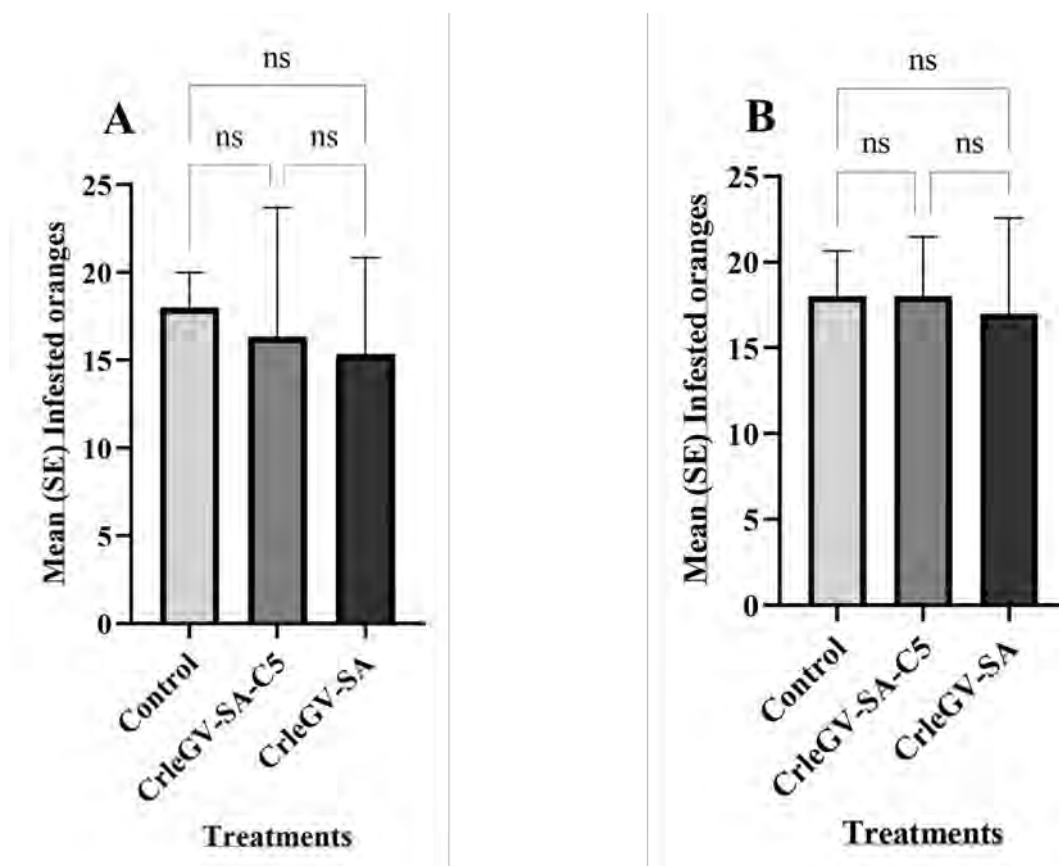 A
ns
ns
ns
Mean (SE) Infested oranges
25
20
15
10
5
0
Control
CrleGV-SA-C5
CrleGV-SA
Treatments
B
ns
ns
ns
Mean (SE) Infested oranges
25
20
15
10
5
0
Control
CrleGV-SA-C5
CrleGV-SA
Treatments